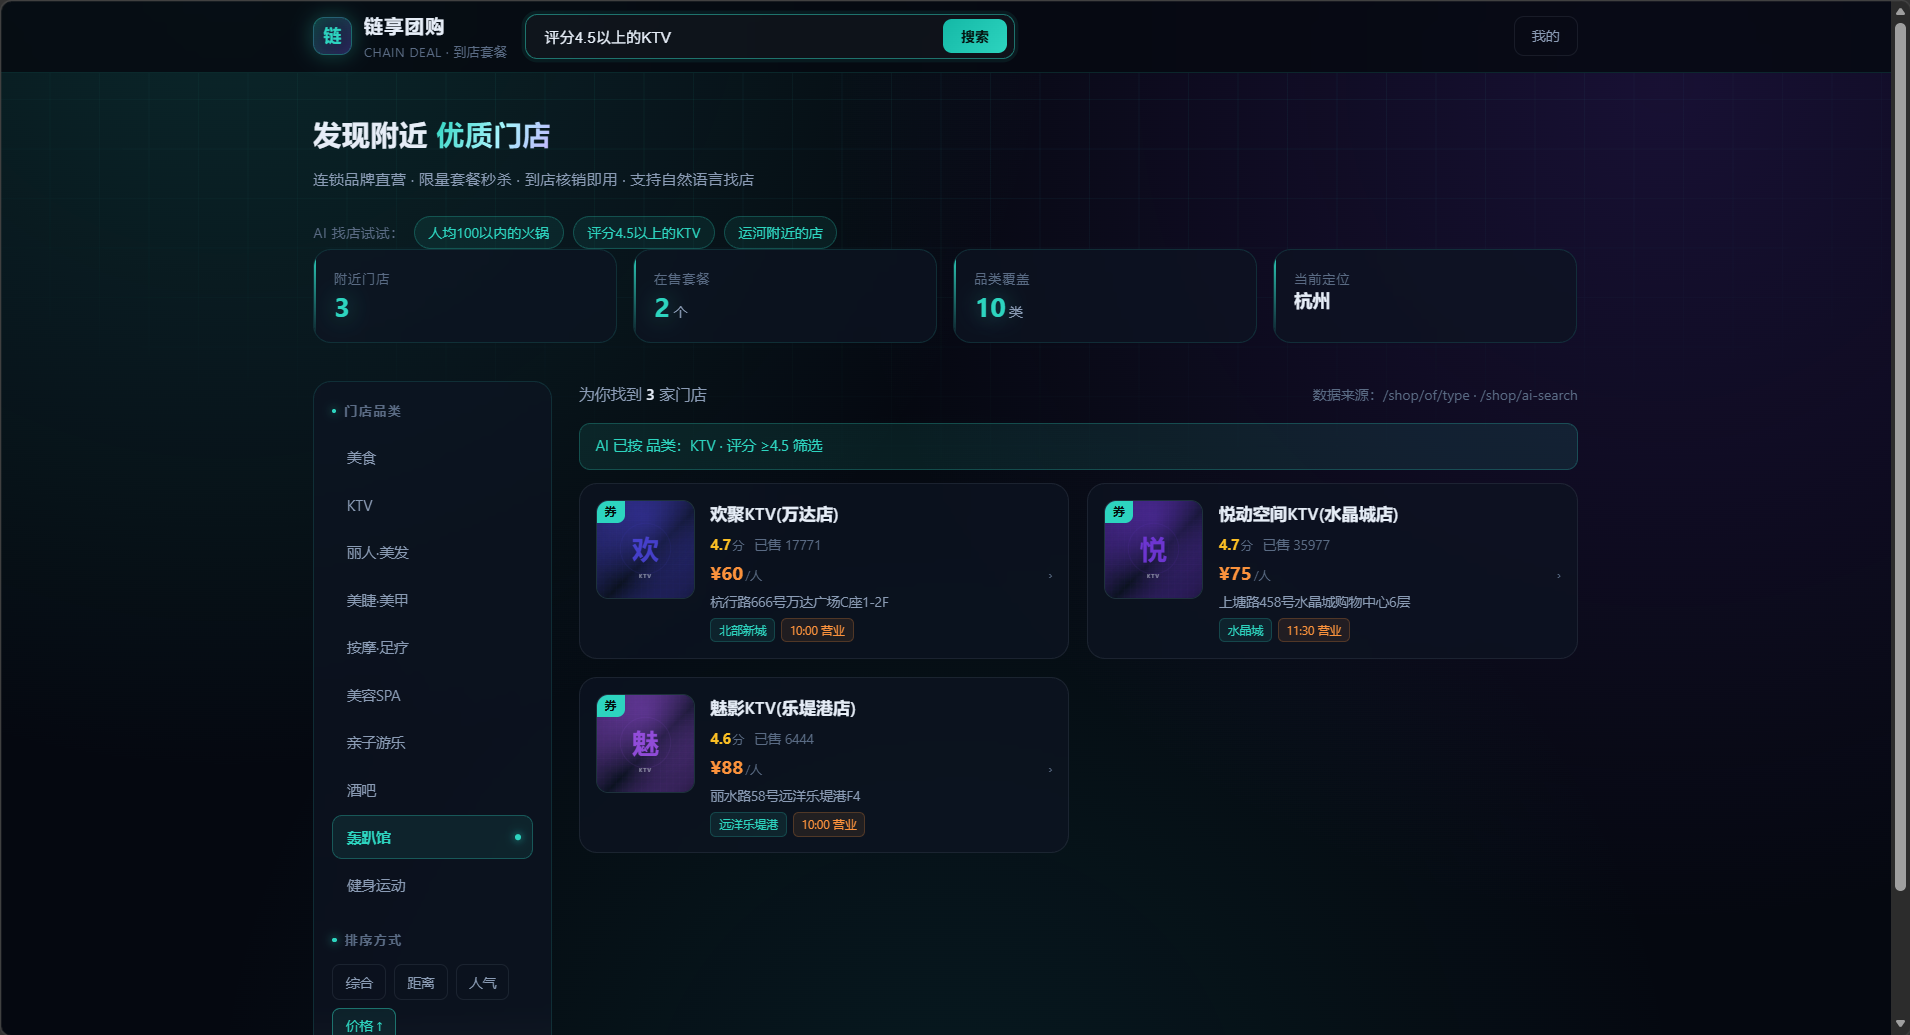 链
链享团购
CHAIN DEAL · 到店套餐
评分4.5以上的KTV
搜索
我的
发现附近 优质门店
连锁品牌直营 · 限量套餐秒杀 · 到店核销即用 · 支持自然语言找店
AI 找店试试：
人均100以内的火锅
评分4.5以上的KTV
运河附近的店
附近门店
3
在售套餐
2 个
品类覆盖
10 类
当前定位
杭州
门店品类
美食
KTV
丽人·美发
美睫·美甲
按摩·足疗
美容SPA
亲子游乐
酒吧
轰趴馆
健身运动
排序方式
综合
距离
人气
价格 ↑
为你找到 3 家门店
数据来源：/shop/of/type · /shop/ai-search
AI 已按 品类：KTV · 评分 ≥4.5 筛选
券
欢
KTV
欢聚KTV(万达店)
4.7分 已售 17771
¥60 /人
杭行路666号万达广场C座1-2F
北部新城
10:00 营业
›
券
悦
KTV
悦动空间KTV(水晶城店)
4.7分 已售 35977
¥75 /人
上塘路458号水晶城购物中心6层
水晶城
11:30 营业
›
券
魅
KTV
魅影KTV(乐堤港店)
4.6分 已售 6444
¥88 /人
丽水路58号远洋乐堤港F4
远洋乐堤港
10:00 营业
›